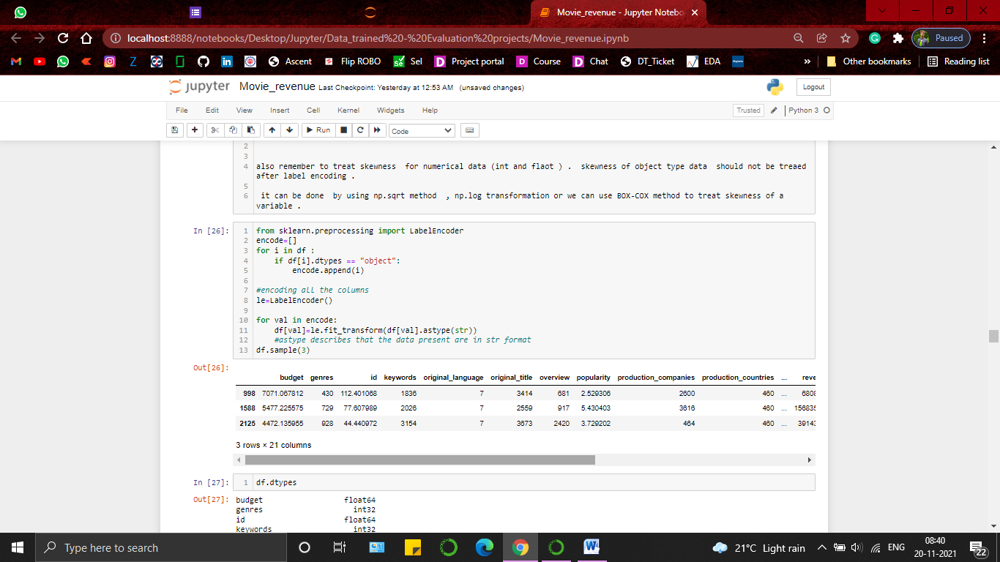 Movie_revenue - Jupyter Notebo
localhost:8888/notebooks/Desktop/Jupyter/Data_trained%20-%20Evaluation%20projects/Movie_revenue.ipynb
Paused
Ascent Flip ROBO Sel Project portal Course Chat DT_Ticket EDA » Other bookmarks Reading list
jupyter Movie_revenue Last Checkpoint: Yesterday at 12:53 AM (unsaved changes) Logout
File Edit View Insert Cell Kernel Widgets Help Trusted Python 3
Run Code
2
3
4 also remember to treat skewness for numerical data (int and flaot ) . skewness of object type data should not be treaed
after label encoding .
5
6 it can be done by using np.sqrt method , np.log transformation or we can use BOX-COX method to treat skewness of a
variable .
In [26]: 1 from sklearn.preprocessing import LabelEncoder
2 encode=[]
3 for i in df :
4 if df[i].dtypes == "object":
5 encode.append(i)
6
7 #encoding all the columns
8 le=LabelEncoder()
9
10 for val in encode:
11 df[val]=le.fit_transform(df[val].astype(str))
12 #astype describes that the data present are in str format
13 df.sample(3)
Out[26]:
budget genres id keywords original_language original_title overview popularity production_companies production_countries ... reve
998 7071.067812 430 112.401068 1836 7 3414 681 2.529306 2600 460 ... 6808
1588 5477.225575 729 77.607989 2026 7 2559 917 5.430403 3616 460 ... 156835
2125 4472.135955 928 44.440972 3154 7 3673 2420 3.729202 464 460 ... 39143
3 rows × 21 columns
In [27]: 1 df.dtypes
Out[27]: budget float64
genres int32
id float64
keywords int32
Type here to search
21°C Light rain ENG 08:40
20-11-2021
22